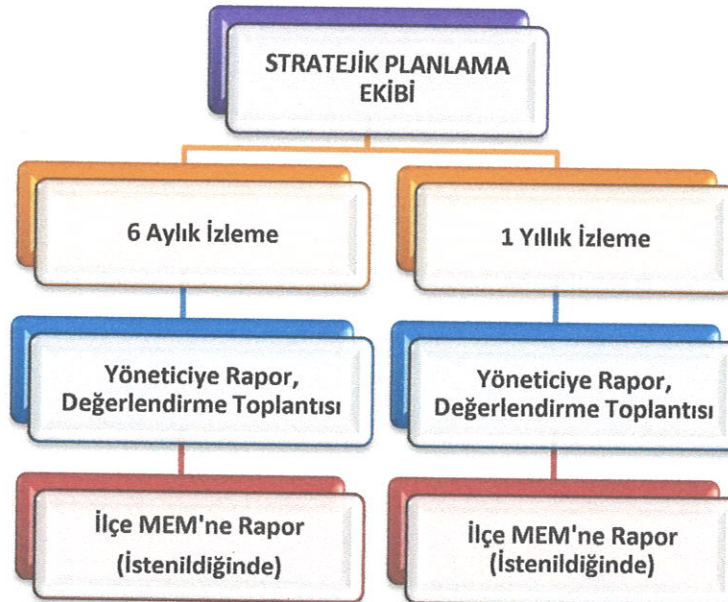 STRATEJİK PLANLAMA
EKİBİ
6 Aylık İzleme
1 Yıllık İzleme
Yöneticiye Rapor,
Değerlendirme Toplantısı
Yöneticiye Rapor,
Değerlendirme Toplantısı
İlçe MEM'ne Rapor
(İstenildiğinde)
İlçe MEM'ne Rapor
(İstenildiğinde)